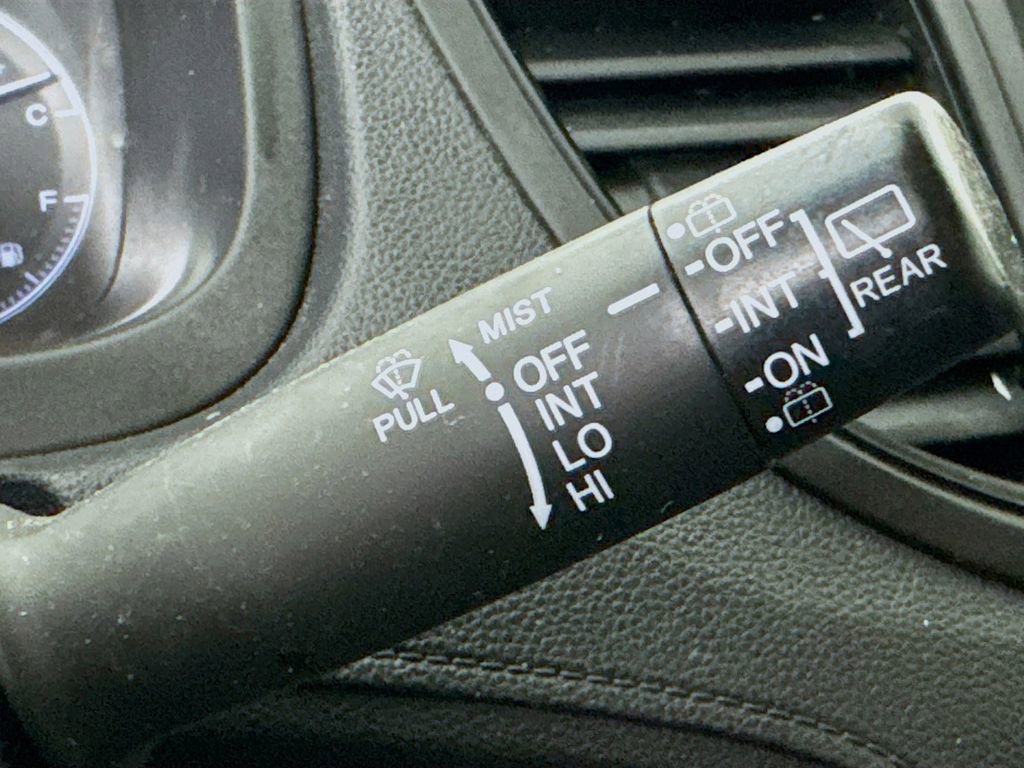 C
F
PULL
MIST
OFF
INT
LO
HI
-OFF
-INT
-ON
REAR